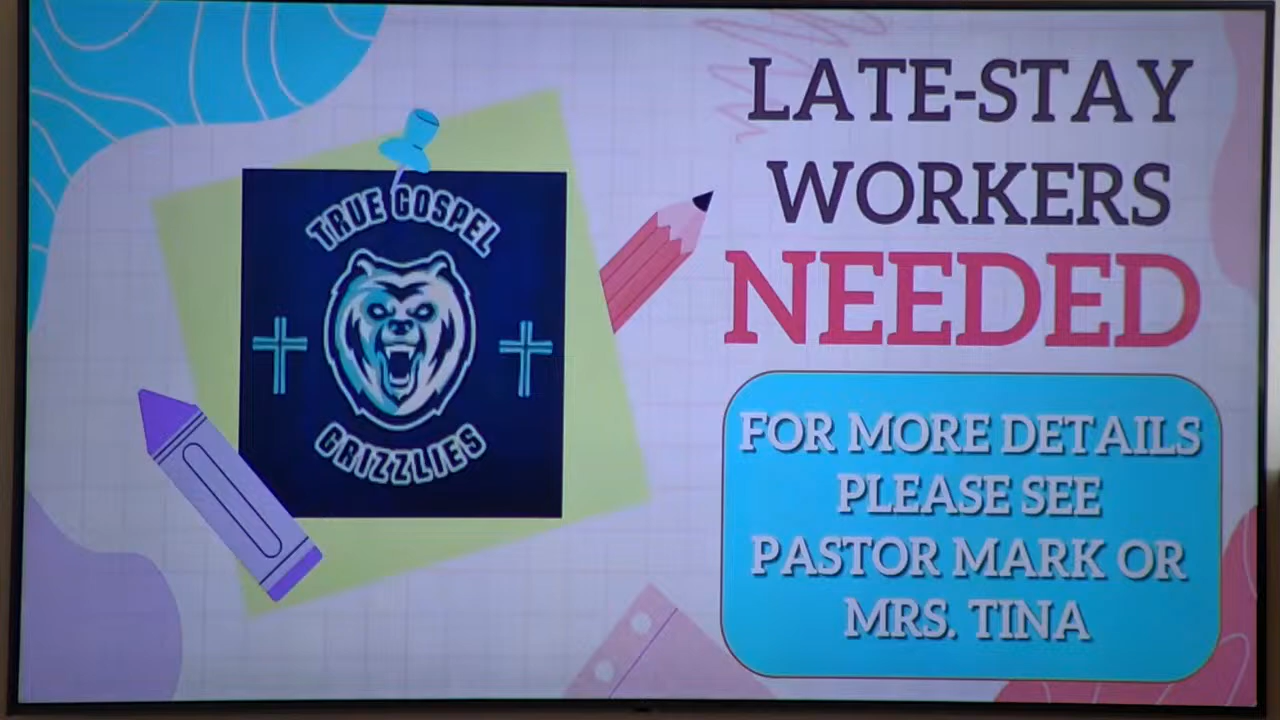 TRUE GOSPEL
GRIZZLIES
LATE-STAY
WORKERS
NEEDED
FOR MORE DETAILS
PLEASE SEE
PASTOR MARK OR
MRS. TINA